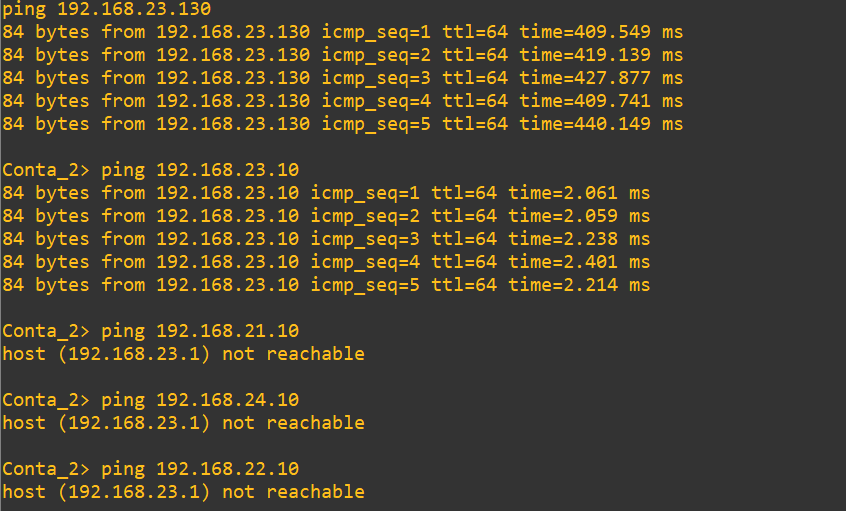 ping 192.168.23.130
84 bytes from 192.168.23.130 icmp_seq=1 ttl=64 time=409.549 ms
84 bytes from 192.168.23.130 icmp_seq=2 ttl=64 time=419.139 ms
84 bytes from 192.168.23.130 icmp_seq=3 ttl=64 time=427.877 ms
84 bytes from 192.168.23.130 icmp_seq=4 ttl=64 time=409.741 ms
84 bytes from 192.168.23.130 icmp_seq=5 ttl=64 time=440.149 ms
Conta_2> ping 192.168.23.10
84 bytes from 192.168.23.10 icmp_seq=1 ttl=64 time=2.061 ms
84 bytes from 192.168.23.10 icmp_seq=2 ttl=64 time=2.059 ms
84 bytes from 192.168.23.10 icmp_seq=3 ttl=64 time=2.238 ms
84 bytes from 192.168.23.10 icmp_seq=4 ttl=64 time=2.401 ms
84 bytes from 192.168.23.10 icmp_seq=5 ttl=64 time=2.214 ms
Conta_2> ping 192.168.21.10
host (192.168.23.1) not reachable
Conta_2> ping 192.168.24.10
host (192.168.23.1) not reachable
Conta_2> ping 192.168.22.10
host (192.168.23.1) not reachable